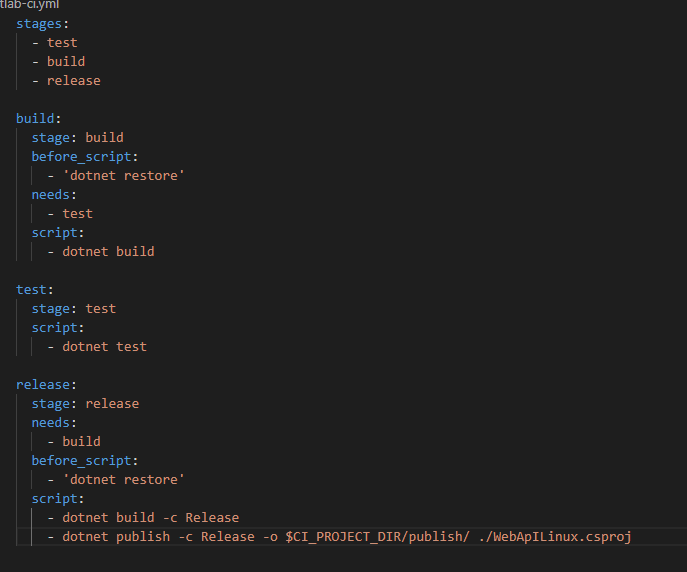 tlab-ci.yml
stages:
  - test
  - build
  - release
build:
  stage: build
  before_script:
    - ‘dotnet restore’
  needs:
    - test
  script:
    - dotnet build
test:
  stage: test
  script:
    - dotnet test
release:
  stage: release
  needs:
    - build
  before_script:
    - ‘dotnet restore’
  script:
    - dotnet build -c Release
    - dotnet publish -c Release -o $CI_PROJECT_DIR/publish/ ./WebApILinux.csproj